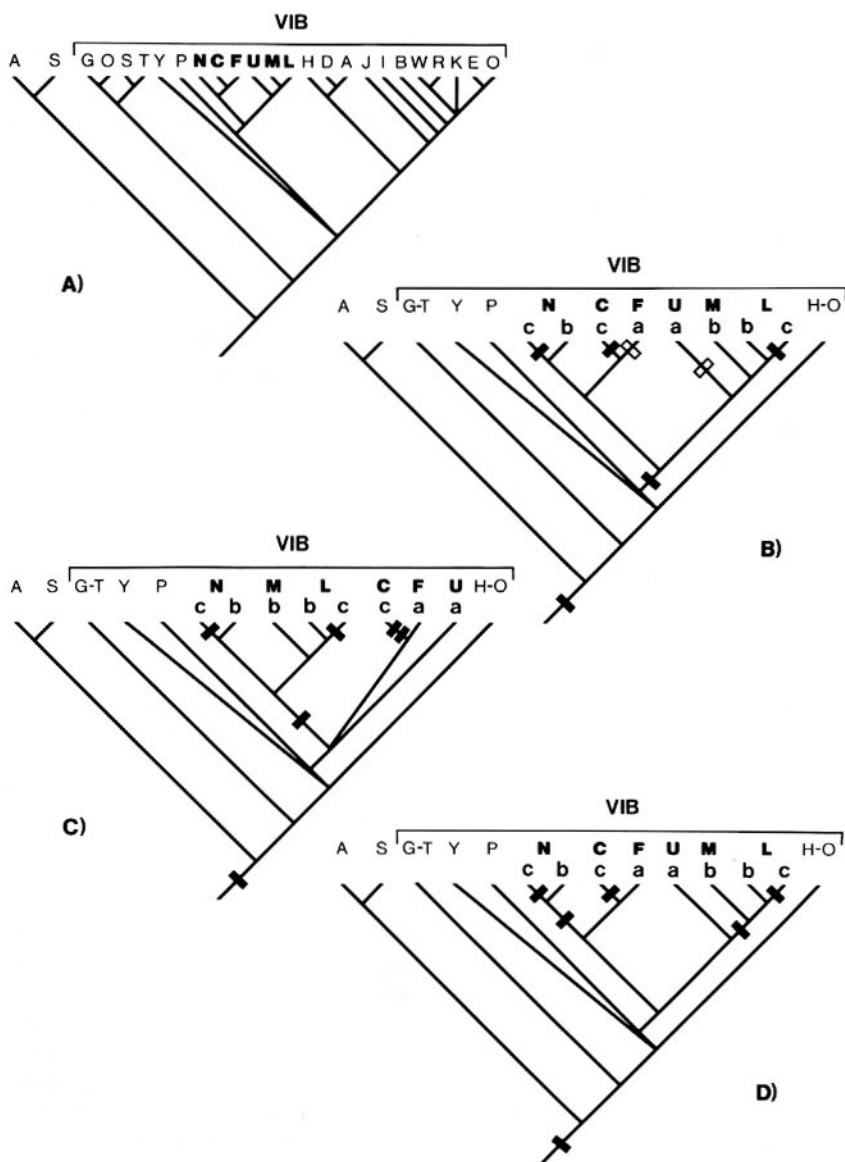 VIB
A S G O S T Y P N C F U M L H D A J I B W R K E O
A)
VIB
A S G-T Y P N C F U M L H-O
c b c a a b b c
B)
VIB
A S G-T Y P N M L C F U H-O
c b b b c c a a
C)
VIB
A S G-T Y P N C F U M L H-O
c b c a a b b c
D)